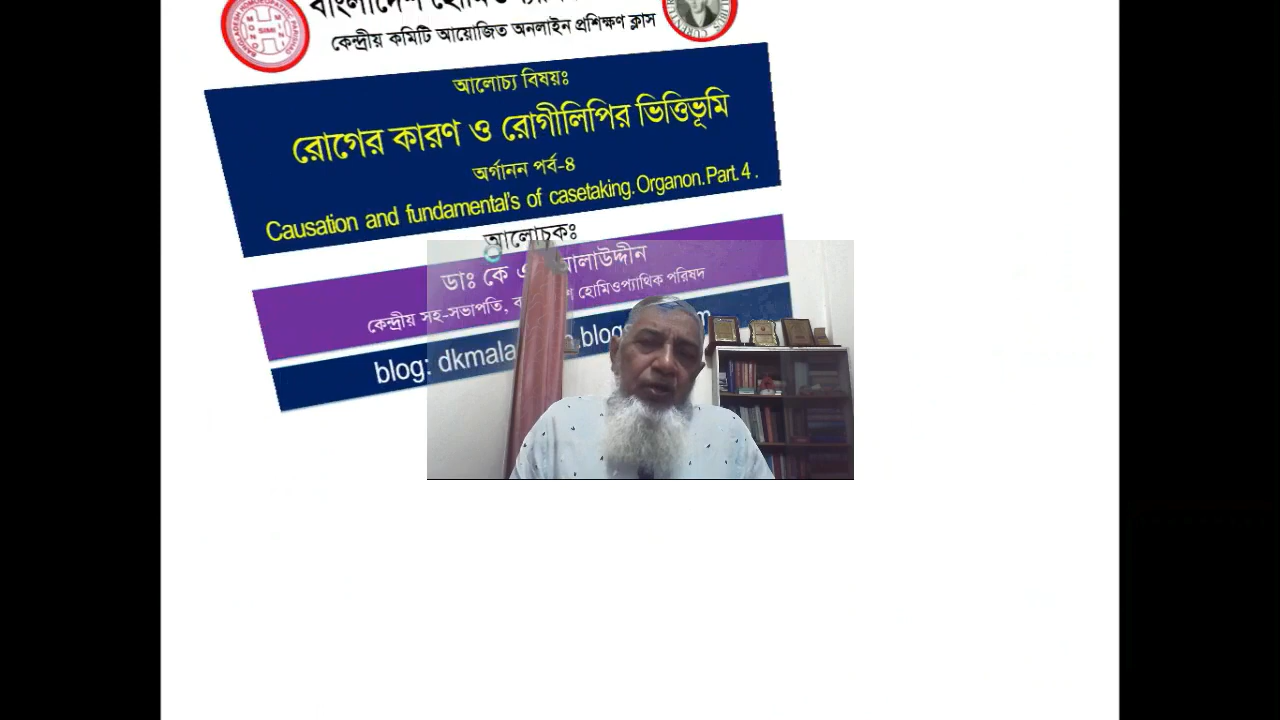 বাংলাদেশ
কেন্দ্রীয় কমিটি আয়োজিত অনলাইন প্রশিক্ষণ ক্লাস
আলোচ্য বিষয়ঃ
রোগের কারণ ও রোগীলিপির ভিত্তিভূমি
অর্গানন পর্ব-৪
Causation and fundamental's of casetaking. Organon. Part. 4 .
আলোচকঃ
ডাঃ কে আলাউদ্দীন
কেন্দ্রীয় সহ-সভাপতি, হোমিওপ্যাথিক পরিষদ
blog: dkmala